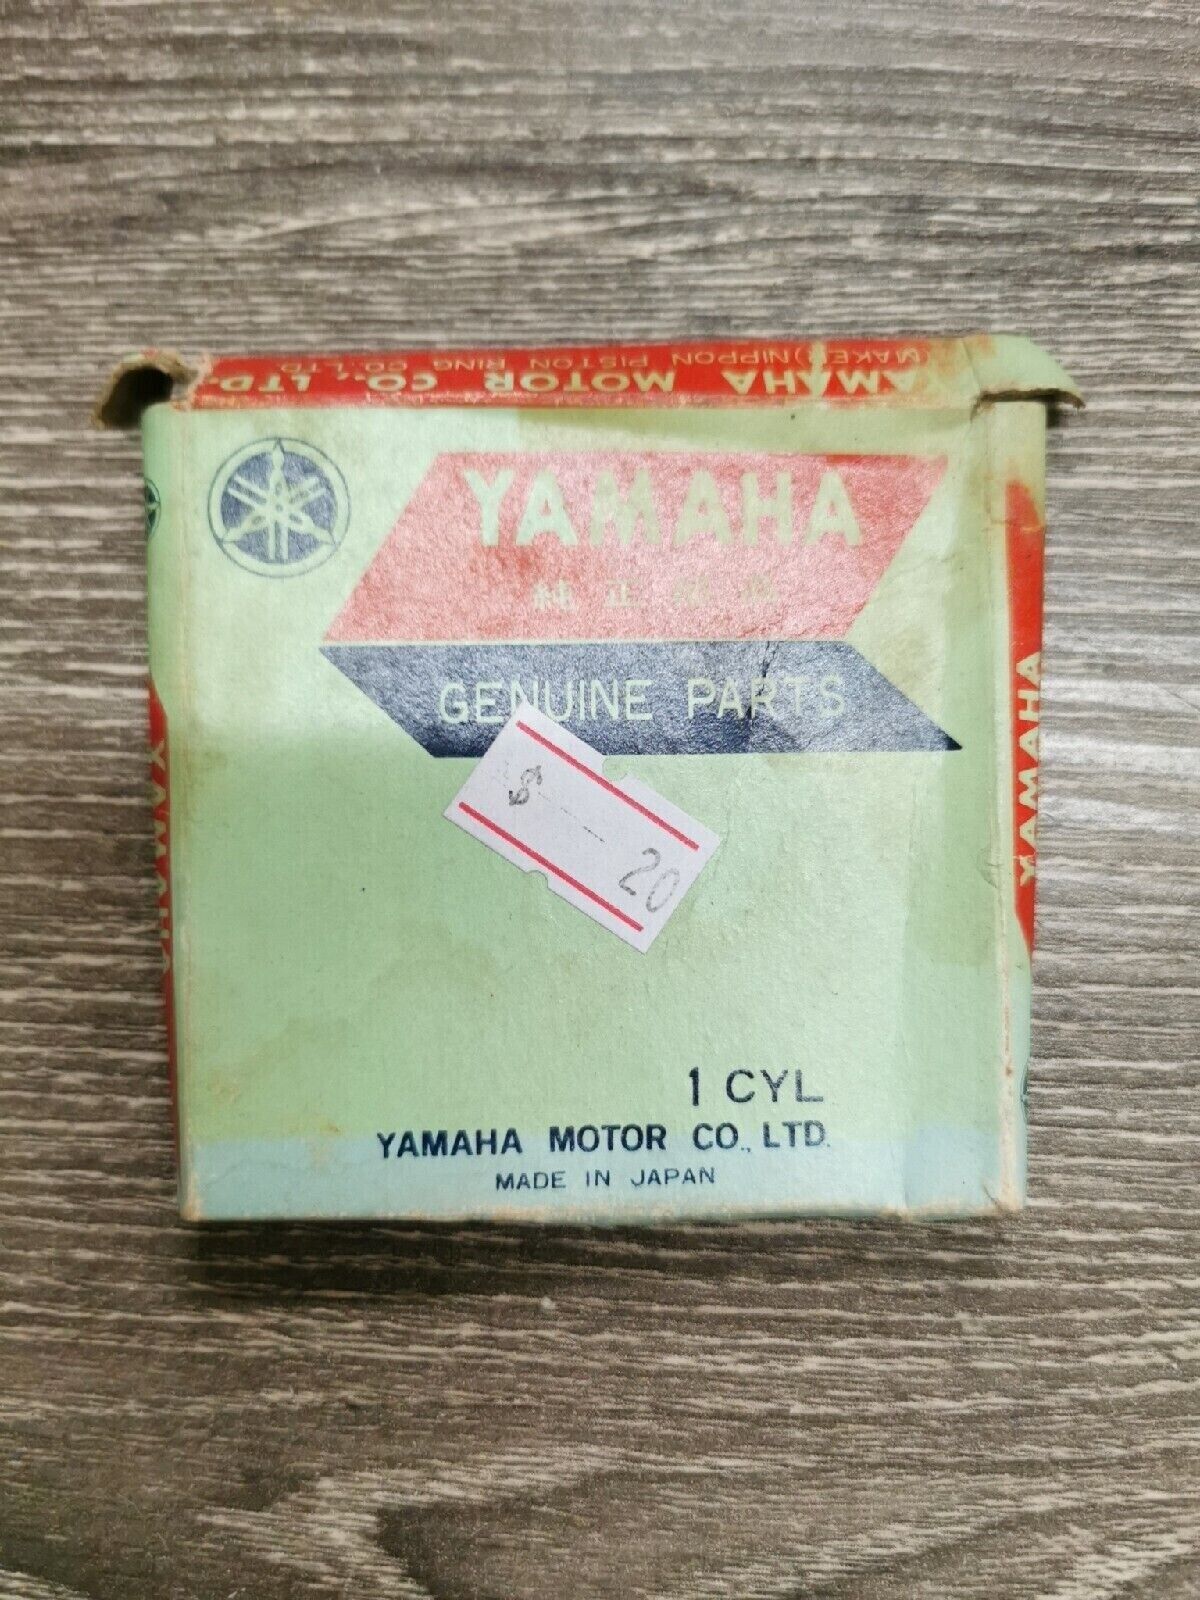 YAMAHA MOTOR CO., LTD.
(MAKER) NIPPON PISTON RING CO., LTD.
YAMAHA
純正部品
GENUINE PARTS
$ 20
1 CYL
YAMAHA MOTOR CO., LTD.
MADE IN JAPAN
YAMAHA
YAMAHA